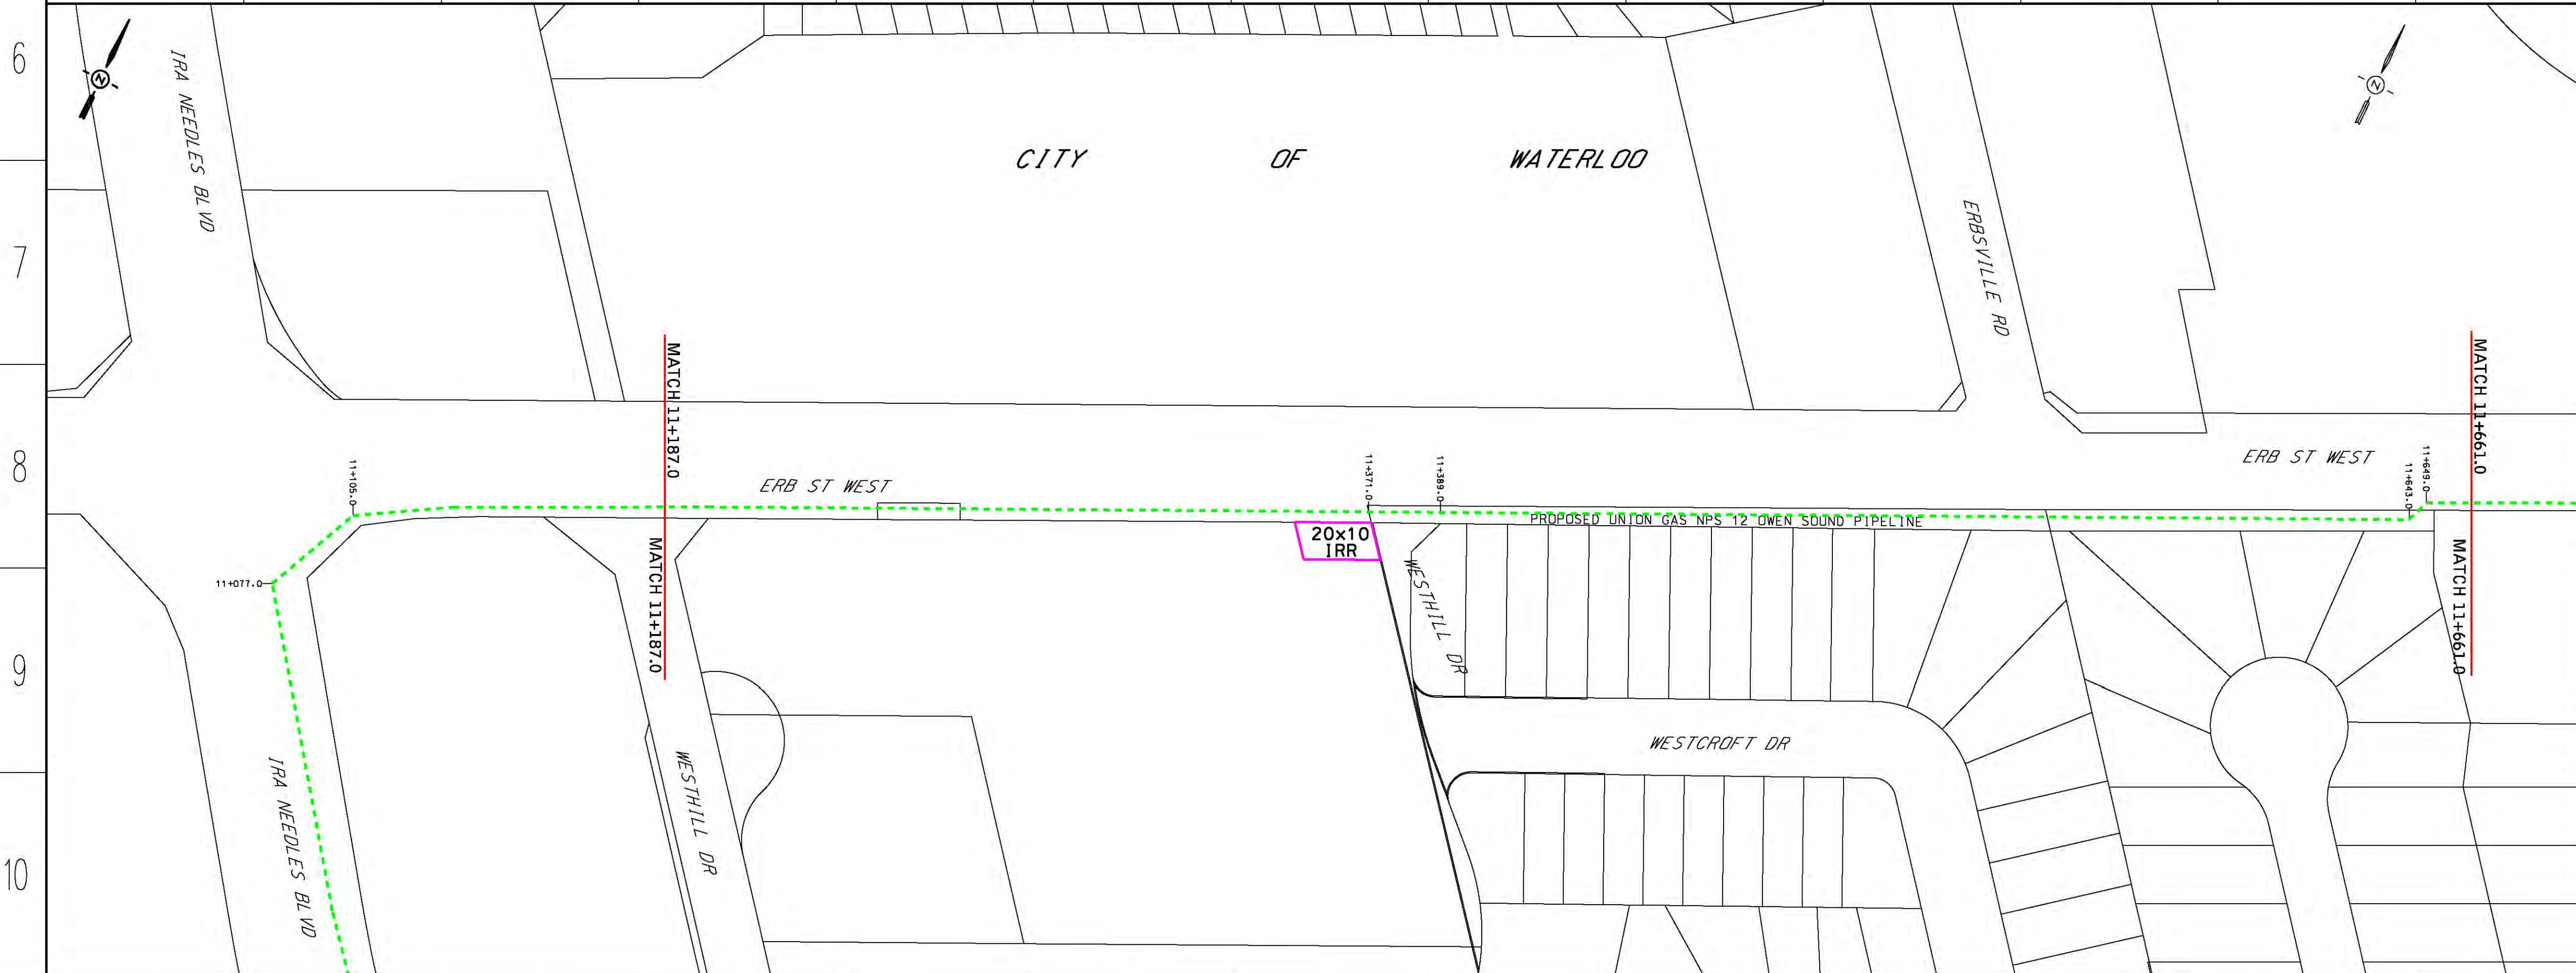 6
7
8
9
10
N
N
IRA NEEDLES BLVD
CITY OF WATERLOO
ERBSVILLE RD
MATCH 11+187.0
MATCH 11+661.0
11+105.0
ERB ST WEST
11+371.0
11+389.0
ERB ST WEST
11+643.0
11+649.0
PROPOSED UNION GAS NPS 12 OWEN SOUND PIPELINE
20x10
IRR
11+077.0
MATCH 11+187.0
WESTHILL DR
MATCH 11+661.0
WESTCROFT DR
IRA NEEDLES BLVD
WESTHILL DR